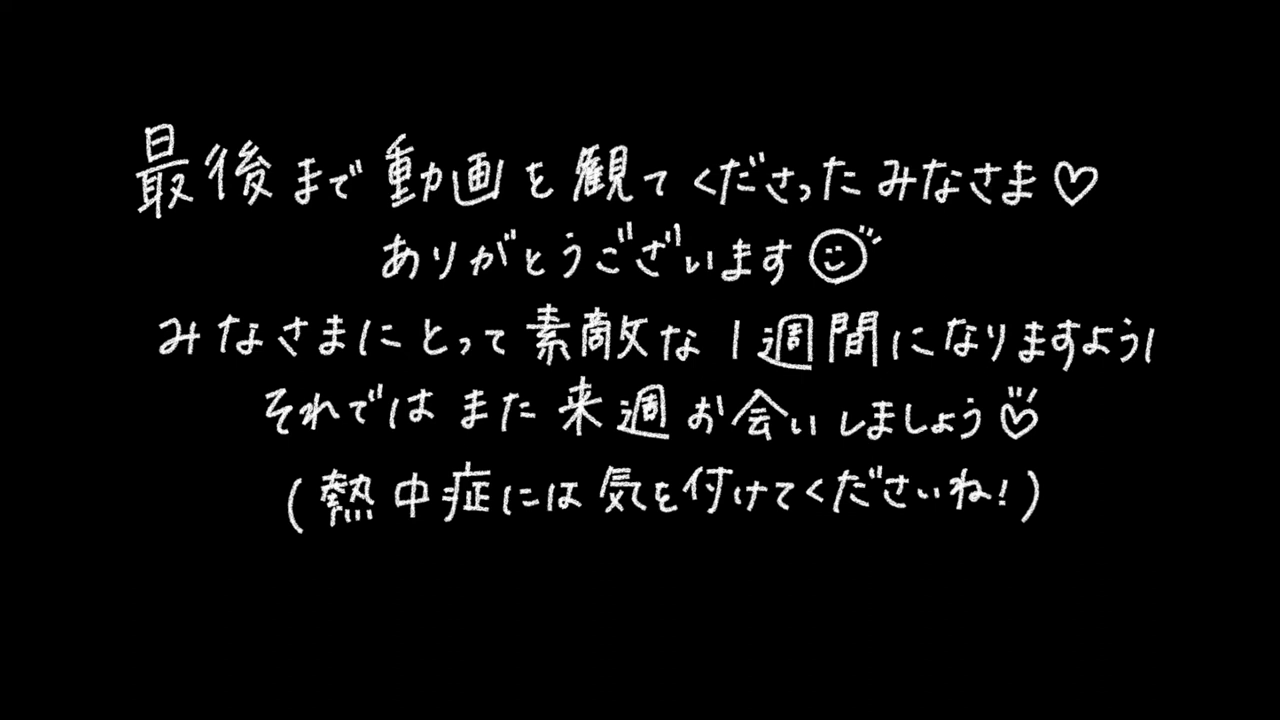 最後まで動画を観てくださったみなさま♡
ありがとうございます☺
みなさまにとって素敵な1週間になりますよう
それではまた来週お会いしましょう♡
(熱中症には気を付けてくださいね!)